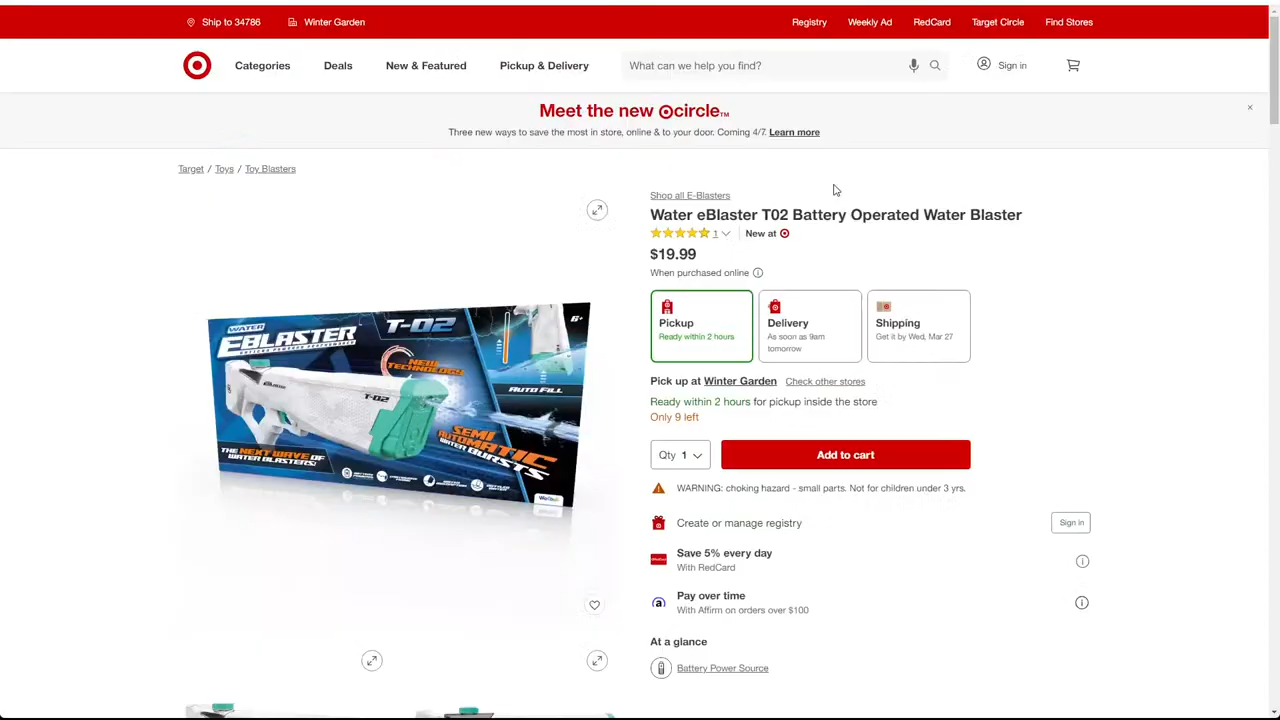 Ship to 34786
Winter Garden
Registry
Weekly Ad
RedCard
Target Circle
Find Stores
Categories
Deals
New & Featured
Pickup & Delivery
What can we help you find?
Sign in
Meet the new circle™
Three new ways to save the most in store, online & to your door. Coming 4/7. Learn more
Target / Toys / Toy Blasters
Shop all E-Blasters
Water eBlaster T02 Battery Operated Water Blaster
1
New at
$19.99
When purchased online
Pickup
Ready within 2 hours
Delivery
As soon as 9am
tomorrow
Shipping
Get it by Wed, Mar 27
Pick up at Winter Garden Check other stores
Ready within 2 hours for pickup inside the store
Only 9 left
Qty 1
Add to cart
WARNING: choking hazard - small parts. Not for children under 3 yrs.
Create or manage registry
Sign in
Save 5% every day
With RedCard
Pay over time
With Affirm on orders over $100
At a glance
Battery Power Source
WATER
EBLASTER
T-02
6+
NEW
TECHNOLOGY
AUTO FILL
T-02
SEMI
AUTOMATIC
WATER BURSTS
THE NEXT WAVE OF
WATER BLASTERS!